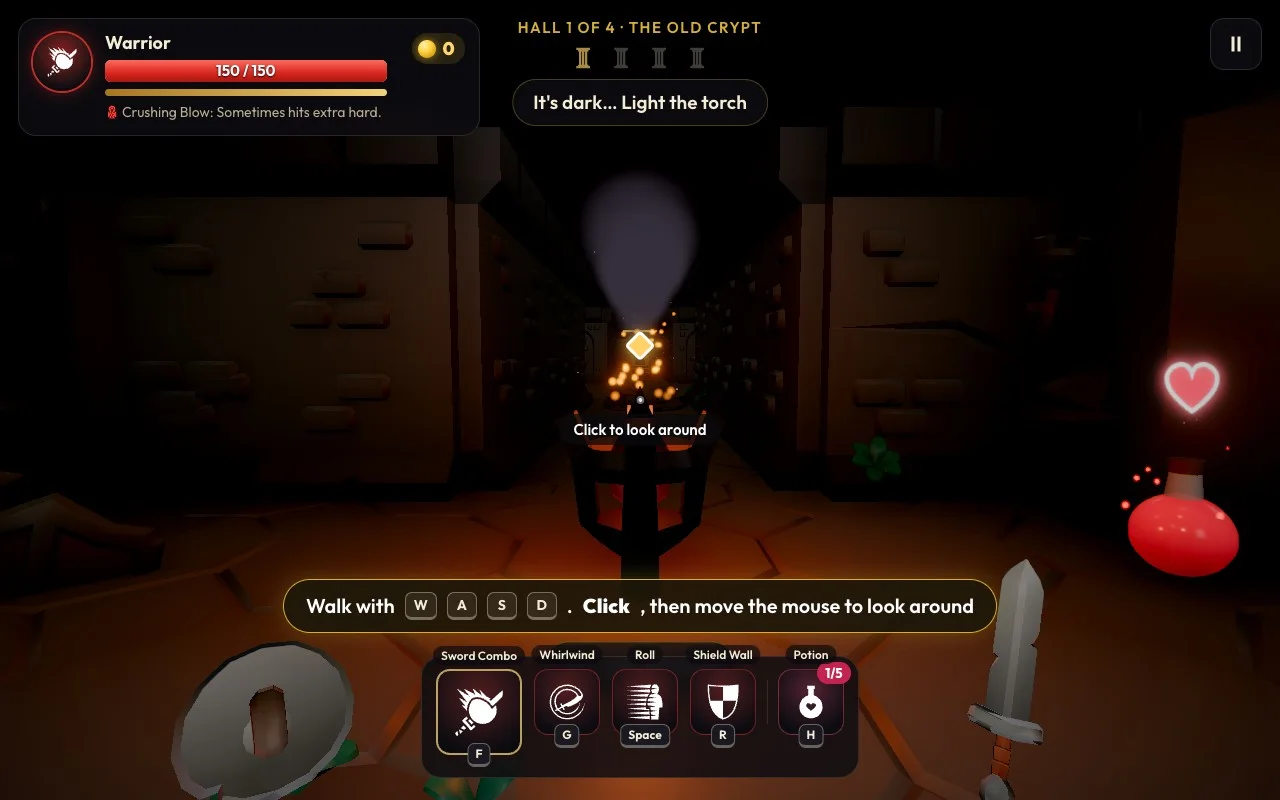 Warrior
0
150 / 150
Crushing Blow: Sometimes hits extra hard.
HALL 1 OF 4 · THE OLD CRYPT
It's dark... Light the torch
Click to look around
Walk with W A S D . Click , then move the mouse to look around
Sword Combo
Whirlwind
Roll
Shield Wall
Potion
1/5
F
G
Space
R
H